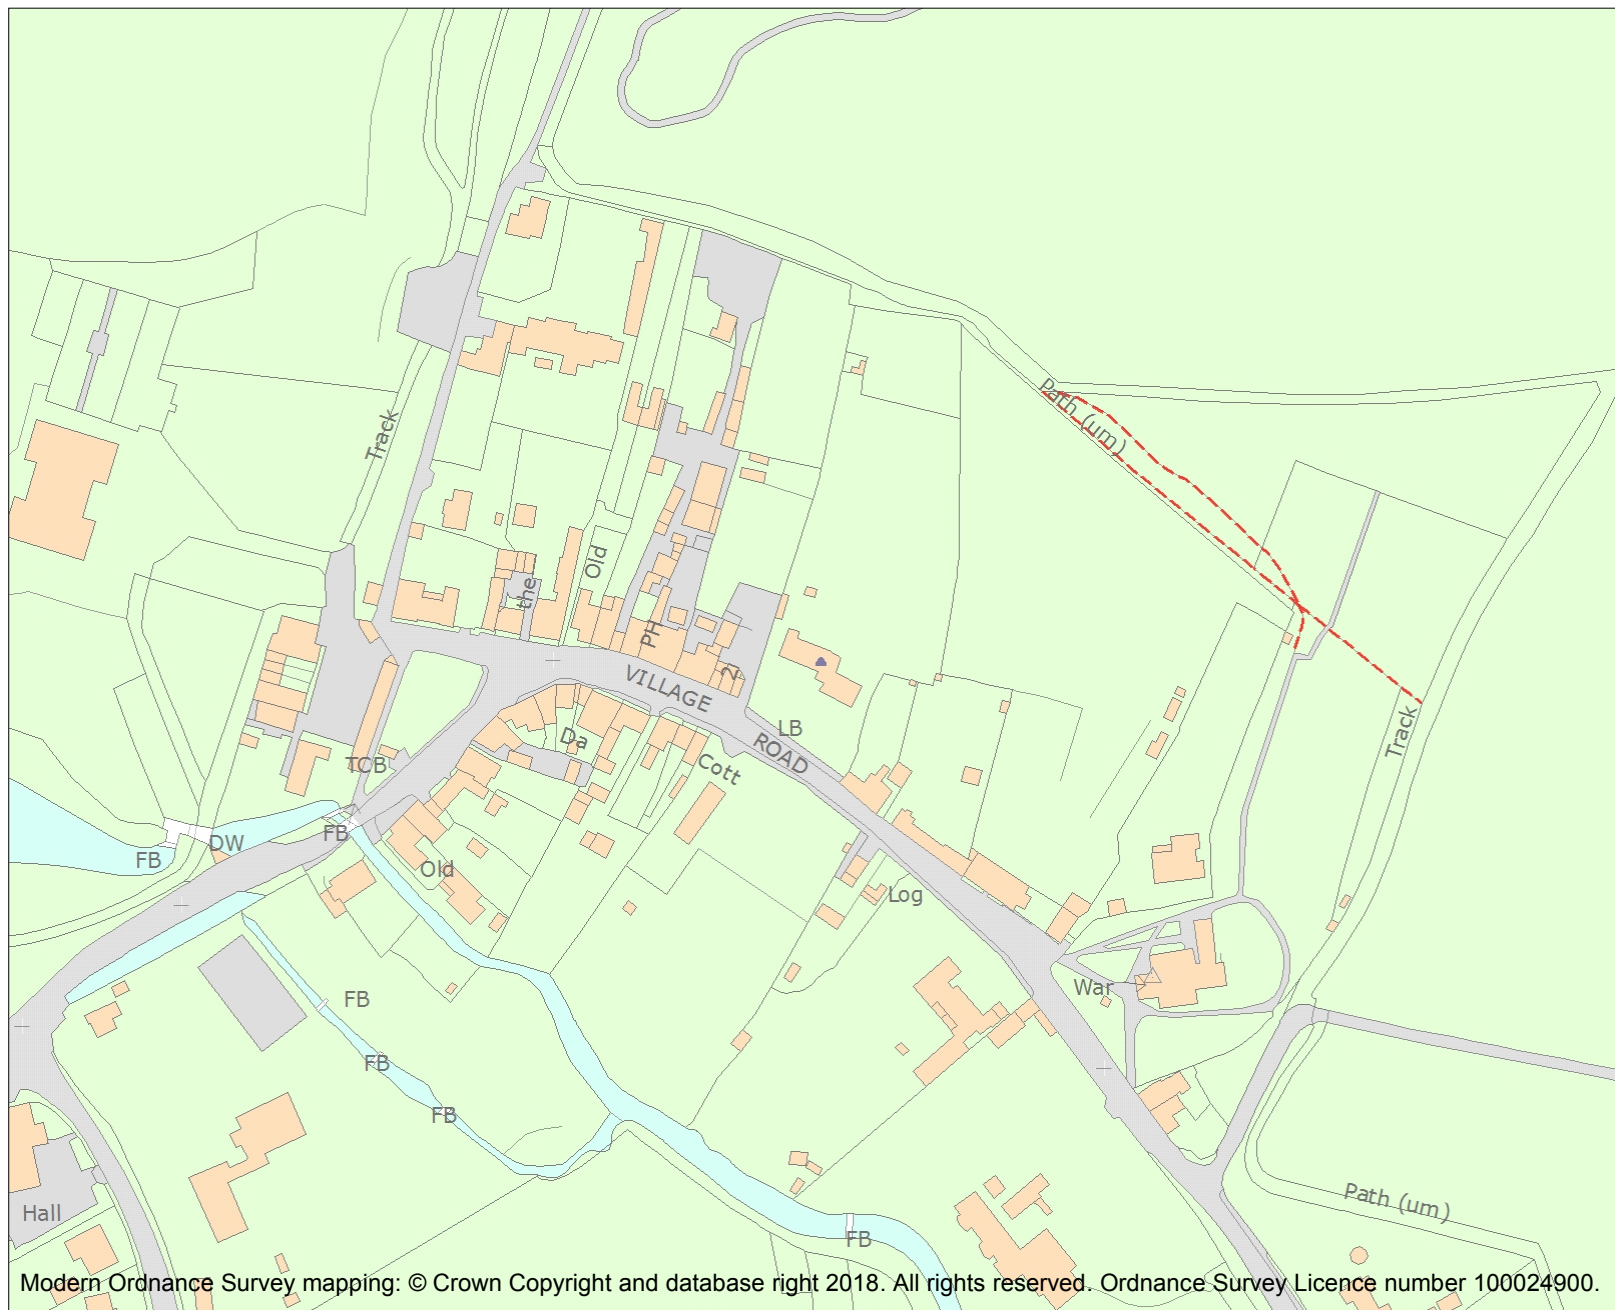 Path (um)
Track
Old
the
PH
2
VILLAGE
ROAD
LB
Da
Cott
TCB
Track
DW
FB
FB
Old
Log
War
FB
FB
FB
Path (um)
Hall
FB
Modern Ordnance Survey mapping: © Crown Copyright and database right 2018. All rights reserved. Ordnance Survey Licence number 100024900.